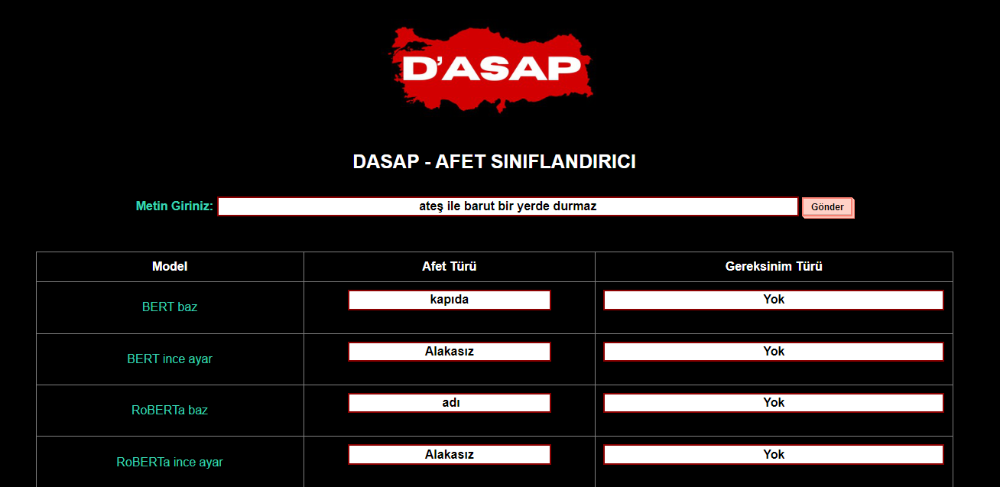 D'ASAP
DASAP - AFET SINIFLANDIRICI
Metin Giriniz: ateş ile barut bir yerde durmaz Gönder
Model Afet Türü Gereksinim Türü
BERT baz kapıda Yok
BERT ince ayar Alakasız Yok
RoBERTa baz adı Yok
RoBERTa ince ayar Alakasız Yok